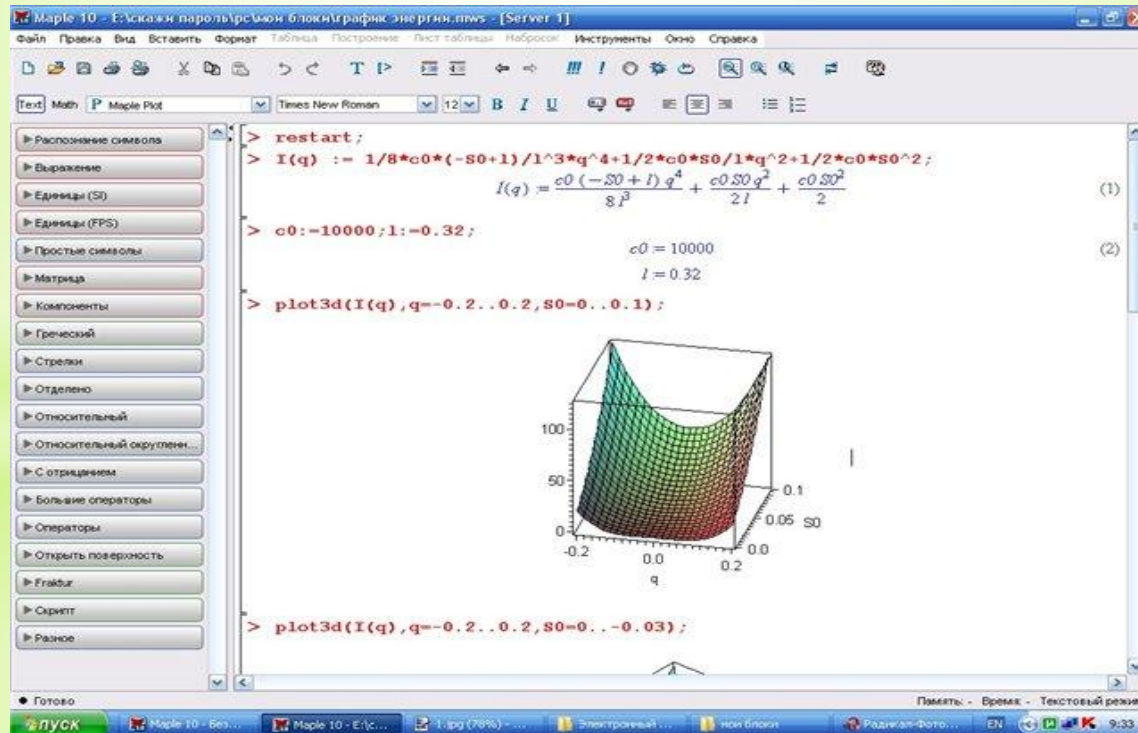 Maple 10 - E:\скажи пароль\pc\мои блоки\график энергии.mws - [Server 1]
Файл Правка Вид Вставить Формат Таблица Построение Лист таблицы Набросок Инструменты Окно Справка
Text Math P Maple Plot Times New Roman 12 B I U
Распознание символа
Выражение
Единицы (SI)
Единицы (FPS)
Простые символы
Матрица
Компоненты
Греческий
Стрелки
Отделено
Относительный
Относительный округленн...
С отрицанием
Большие операторы
Операторы
Открыть поверхность
Fraktur
Скрипт
Разное
> restart;
> I(q) := 1/8*c0*(-S0+l)/l^3*q^4+1/2*c0*S0/l*q^2+1/2*c0*S0^2;
I(q) := c0 (-S0 + l) q^4 / 8 l^3 + c0 S0 q^2 / 2 l + c0 S0^2 / 2 (1)
> c0:=10000;l:=0.32;
c0 := 10000 (2)
l := 0.32
> plot3d(I(q),q=-0.2..0.2,S0=0..0.1);
100
50
0
-0.2
0.0
0.2
q
0.0
0.05 S0
0.1
> plot3d(I(q),q=-0.2..0.2,S0=0..-0.03);
Готово Память: - Время: - Текстовый режим
пуск Maple 10 - Без... Maple 10 - E:\с... 1.jpg (78%) - ... Электронный ... мои блоки Радикал-Фото... EN 9:33